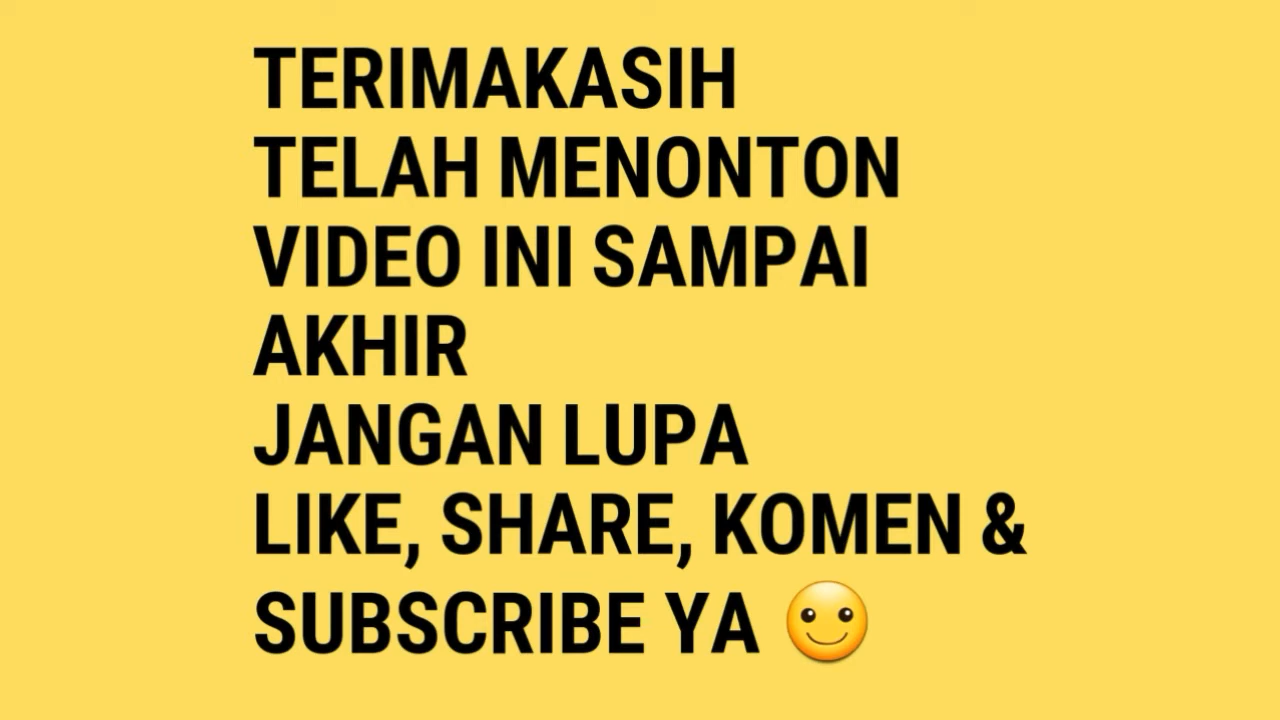 TERIMAKASIH
TELAH MENONTON
VIDEO INI SAMPAI
AKHIR
JANGAN LUPA
LIKE, SHARE, KOMEN &
SUBSCRIBE YA 🙂